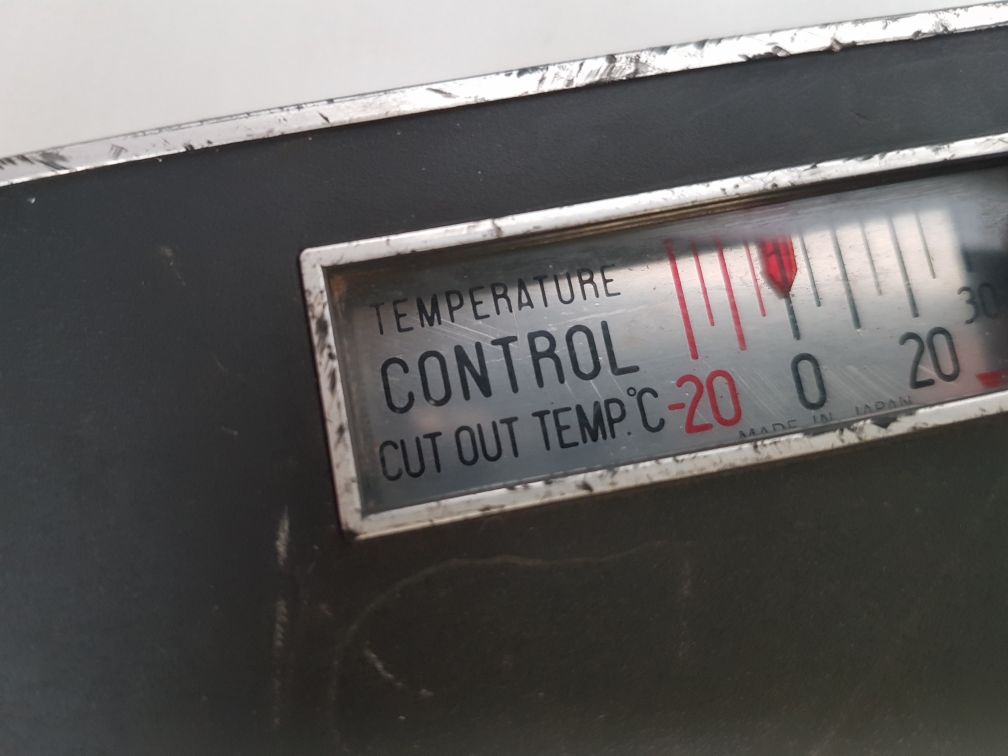 TEMPERATURE
CONTROL
CUT OUT TEMP.°C
-20 0 20 30
MADE IN JAPAN